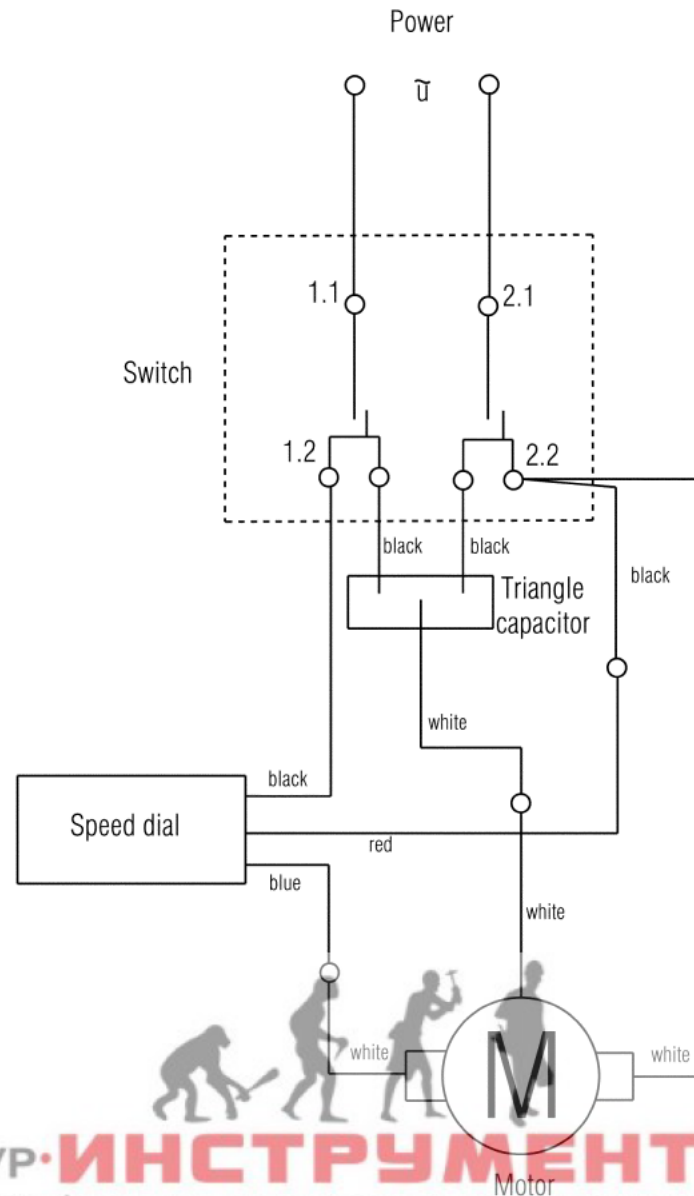 Power
ũ
1.1
2.1
Switch
1.2
2.2
black
black
Triangle
capacitor
black
white
black
Speed dial
red
blue
white
white
white
M
УР·ИНСТРУМЕНТ
Motor